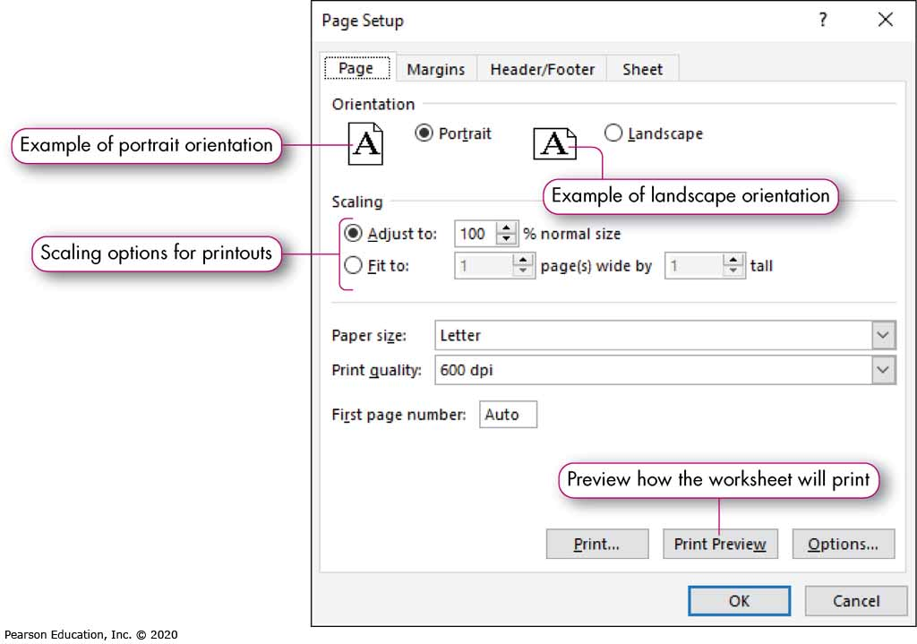 Page Setup ? X
Page Margins Header/Footer Sheet
Orientation
Example of portrait orientation
A Portrait A Landscape
Example of landscape orientation
Scaling
Scaling options for printouts
Adjust to: 100 % normal size
Fit to: 1 page(s) wide by 1 tall
Paper size: Letter
Print quality: 600 dpi
First page number: Auto
Preview how the worksheet will print
Print... Print Preview Options...
OK Cancel
Pearson Education, Inc. © 2020